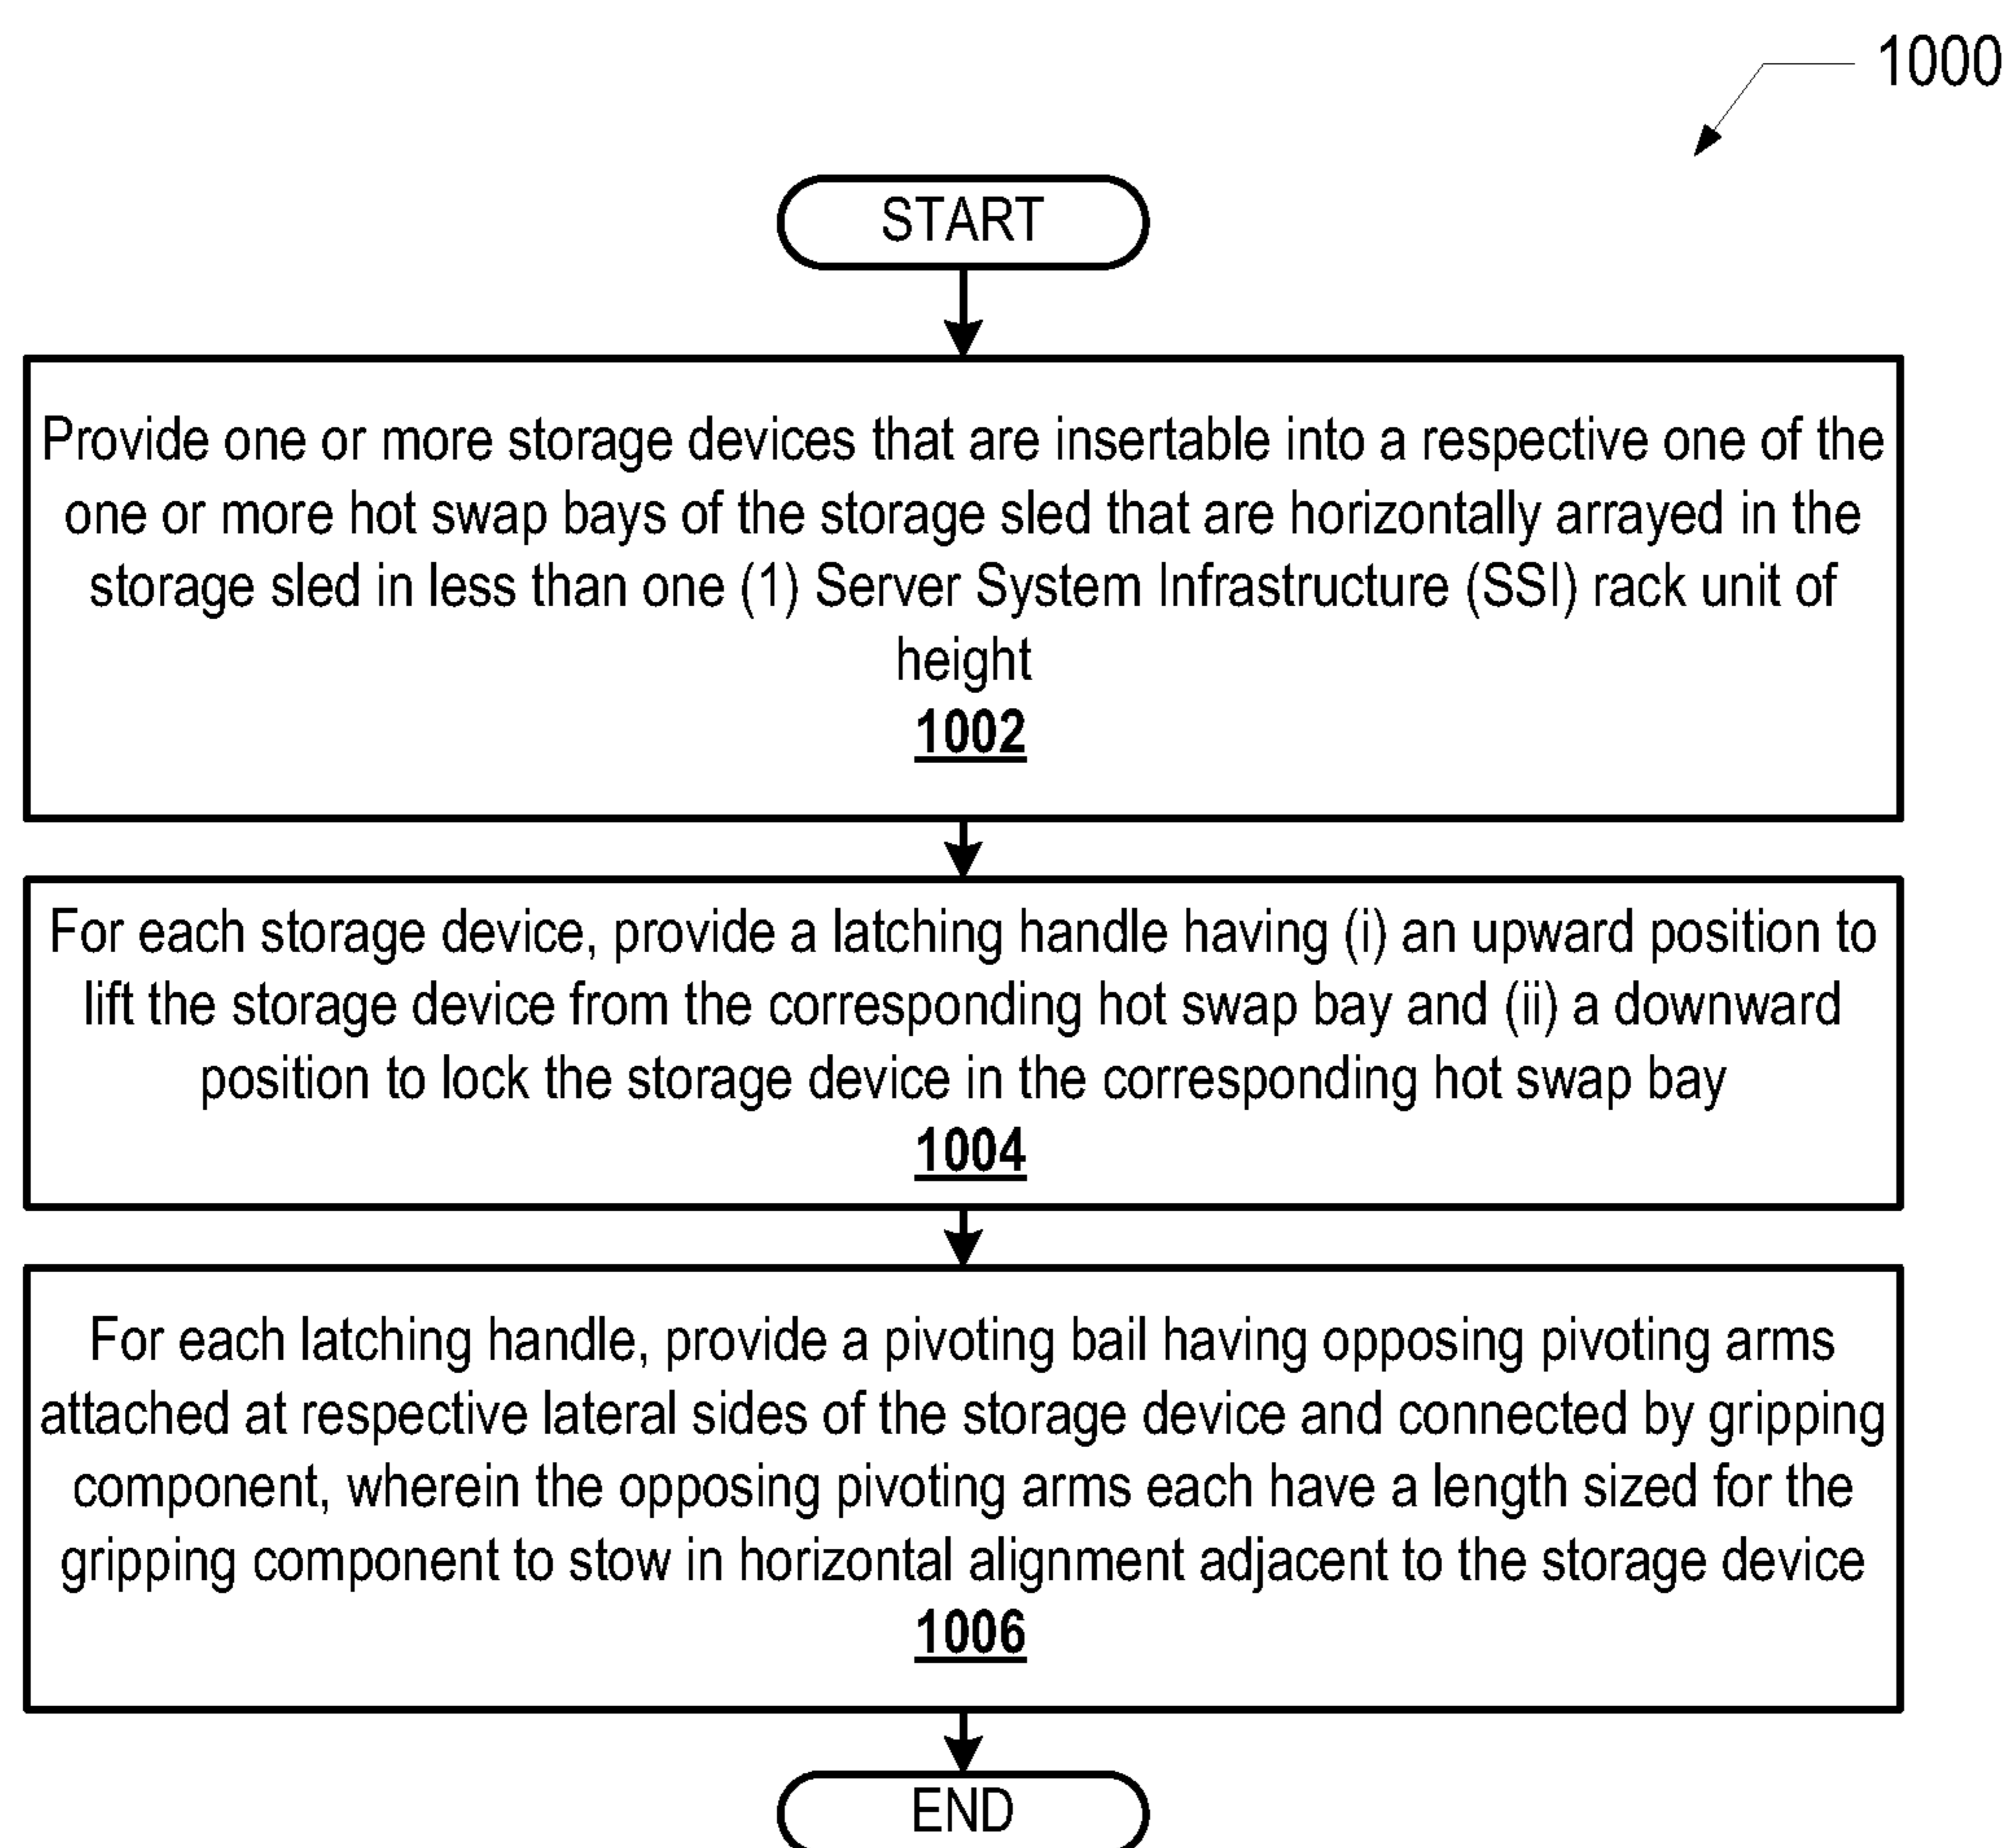 1000
START
Provide one or more storage devices that are insertable into a respective one of the
one or more hot swap bays of the storage sled that are horizontally arrayed in the
storage sled in less than one (1) Server System Infrastructure (SSI) rack unit of
height
1002
For each storage device, provide a latching handle having (i) an upward position to
lift the storage device from the corresponding hot swap bay and (ii) a downward
position to lock the storage device in the corresponding hot swap bay
1004
For each latching handle, provide a pivoting bail having opposing pivoting arms
attached at respective lateral sides of the storage device and connected by gripping
component, wherein the opposing pivoting arms each have a length sized for the
gripping component to stow in horizontal alignment adjacent to the storage device
1006
END